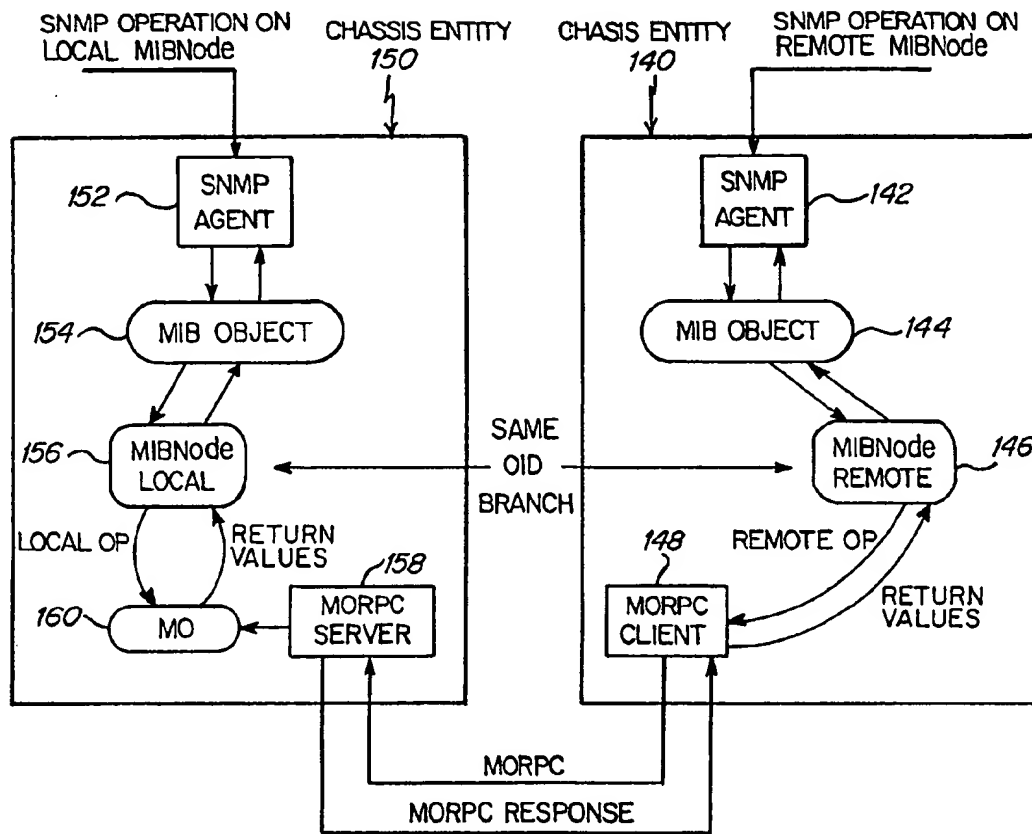 SNMP OPERATION ON
LOCAL MIBNode
CHASSIS ENTITY
150
CHASIS ENTITY
140
SNMP OPERATION ON
REMOTE MIBNode
152
SNMP
AGENT
SNMP
AGENT
142
154
MIB OBJECT
MIB OBJECT
144
156
MIBNode
LOCAL
SAME
OID
BRANCH
MIBNode
REMOTE
146
LOCAL OP
RETURN
VALUES
REMOTE OP
RETURN
VALUES
158
148
160
MO
MORPC
SERVER
MORPC
CLIENT
MORPC
MORPC RESPONSE